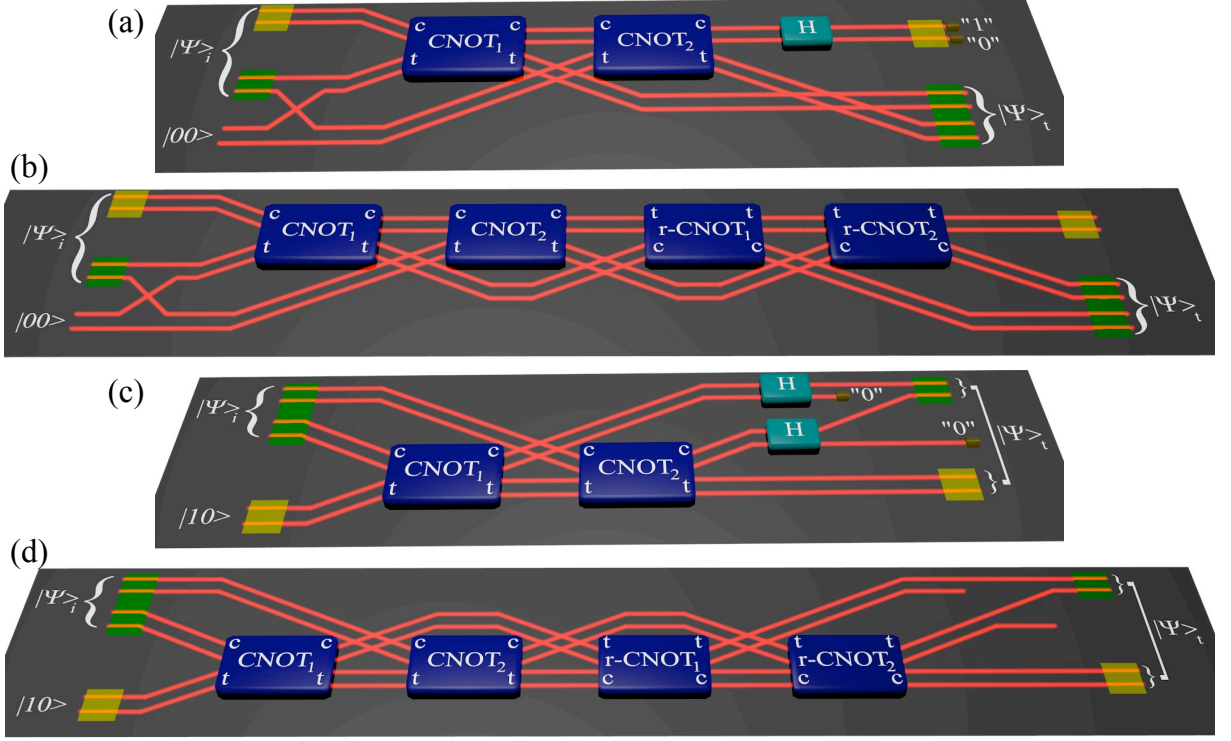 (a)
|Ψ>i
|00>
c CNOT1 c
t t
c CNOT2 c
t t
H
"1"
"0"
|Ψ>t
(b)
|Ψ>i
|00>
c CNOT1 c
t t
c CNOT2 c
t t
t r-CNOT1 t
c c
t r-CNOT2 t
c c
|Ψ>t
(c)
|Ψ>i
|10>
c CNOT1 c
t t
c CNOT2 c
t t
H
"0"
H
"0"
|Ψ>t
(d)
|Ψ>i
|10>
c CNOT1 c
t t
c CNOT2 c
t t
t r-CNOT1 t
c c
t r-CNOT2 t
c c
|Ψ>t